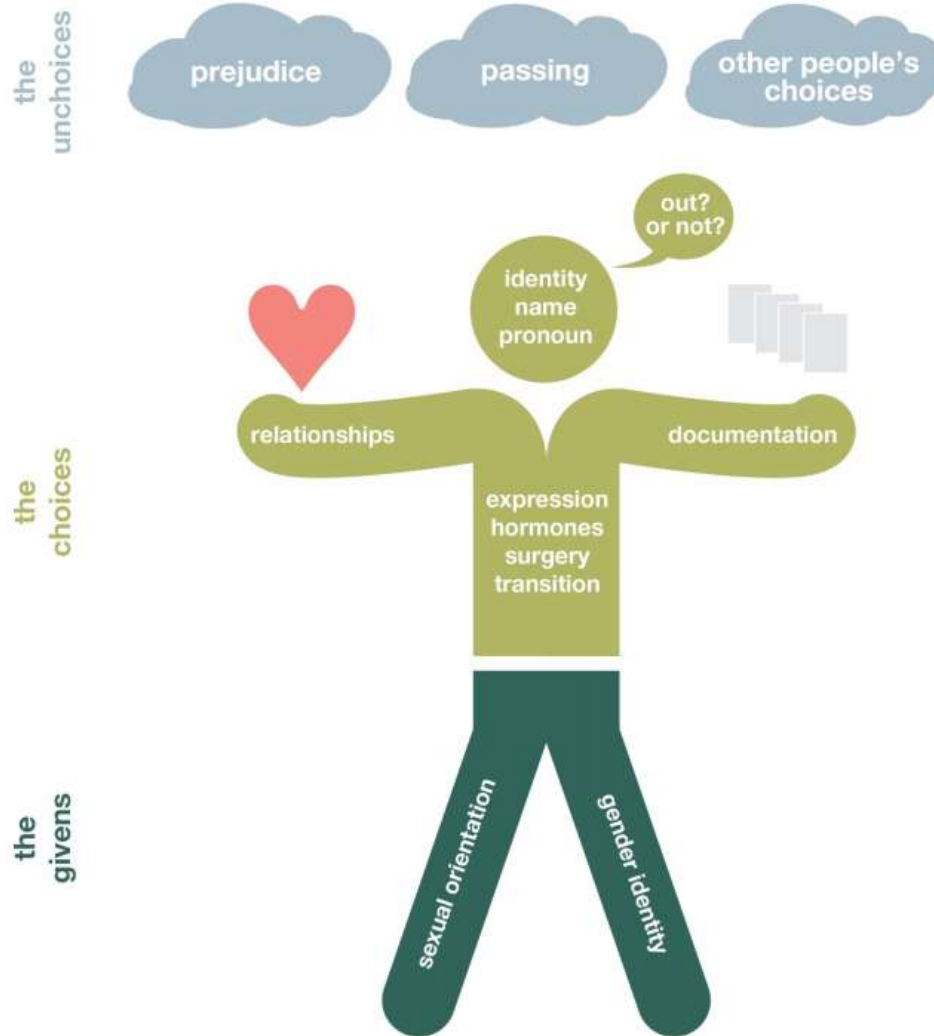 the
unchoices
prejudice
passing
other people's
choices
out?
or not?
identity
name
pronoun
the
choices
relationships
documentation
expression
hormones
surgery
transition
the
givens
sexual orientation
gender identity